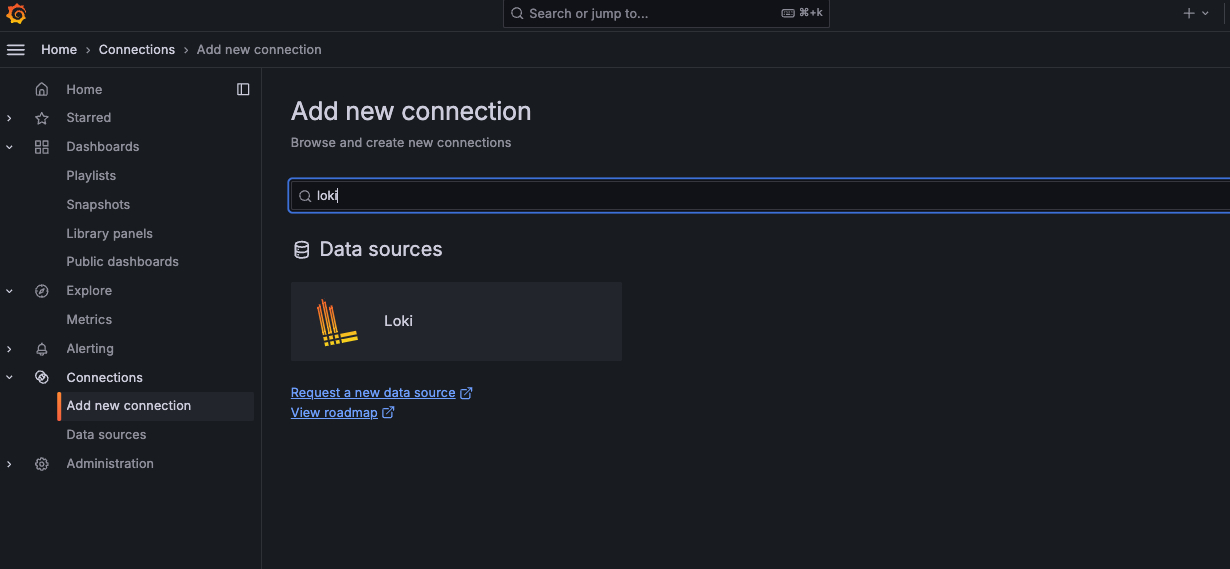 Search or jump to... ⌘+k
Home › Connections › Add new connection
Home
Starred
Dashboards
Playlists
Snapshots
Library panels
Public dashboards
Explore
Metrics
Alerting
Connections
Add new connection
Data sources
Administration
Add new connection
Browse and create new connections
loki
Data sources
Loki
Request a new data source
View roadmap